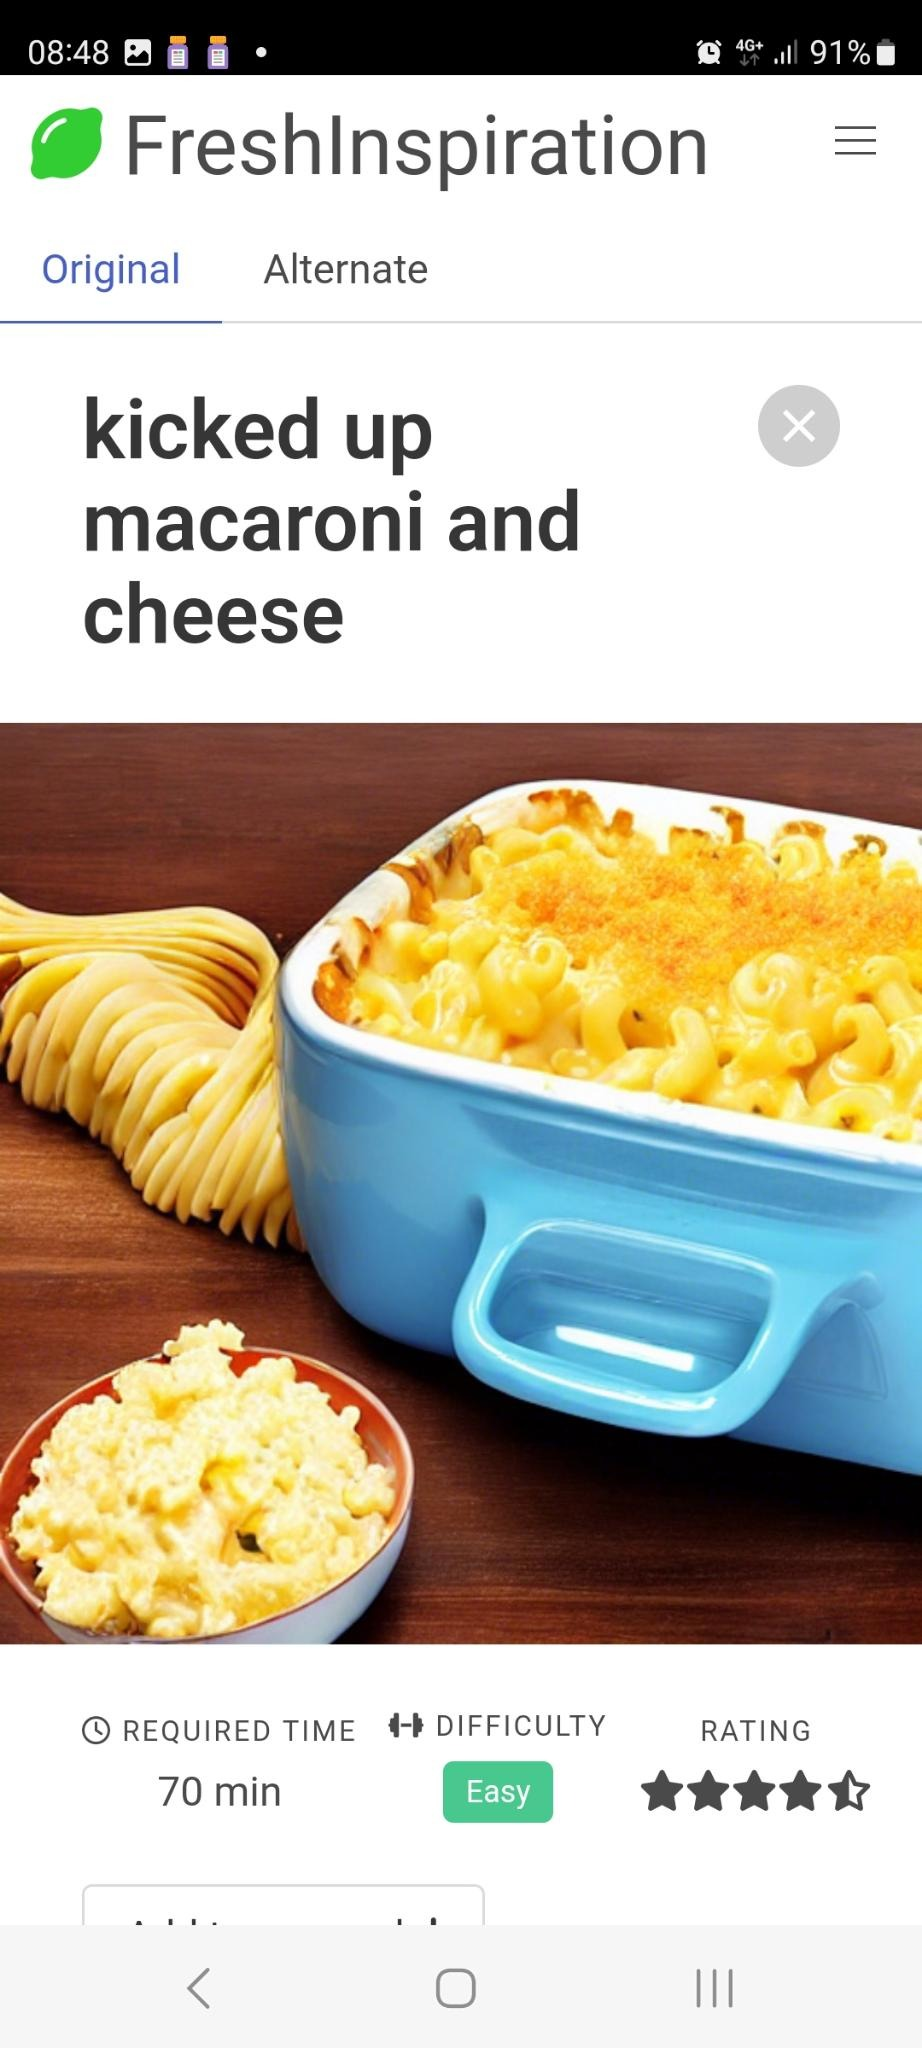 08:48 4G+ 91%
FreshInspiration
Original Alternate
kicked up
macaroni and
cheese
REQUIRED TIME DIFFICULTY RATING
70 min Easy